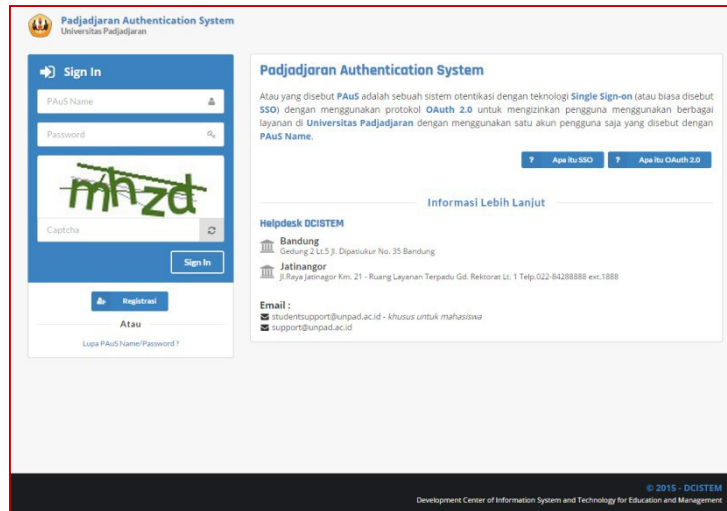 Padjadjaran Authentication System
Universitas Padjadjaran
Sign In
PAuS Name
Password
mhzd
Captcha
Sign In
Registrasi
Atau
Lupa PAuS Name/Password ?
Padjadjaran Authentication System
Atau yang disebut PAuS adalah sebuah sistem otentikasi dengan teknologi Single Sign-on (atau biasa disebut
SSO) dengan menggunakan protokol OAuth 2.0 untuk mengizinkan pengguna menggunakan berbagai
layanan di Universitas Padjadjaran dengan menggunakan satu akun pengguna saja yang disebut dengan
PAuS Name.
? Apa itu SSO ? Apa itu OAuth 2.0
Informasi Lebih Lanjut
Helpdesk DCISTEM
Bandung
Gedung 2 Lt.5 Jl. Dipatiukur No. 35 Bandung
Jatinangor
Jl.Raya Jatinagor Km. 21 - Ruang Layanan Terpadu Gd. Rektorat Lt. 1 Telp.022-84288888 ext.1888
Email :
studentsupport@unpad.ac.id - khusus untuk mahasiswa
support@unpad.ac.id
© 2015 - DCISTEM
Development Center of Information System and Technology for Education and Management